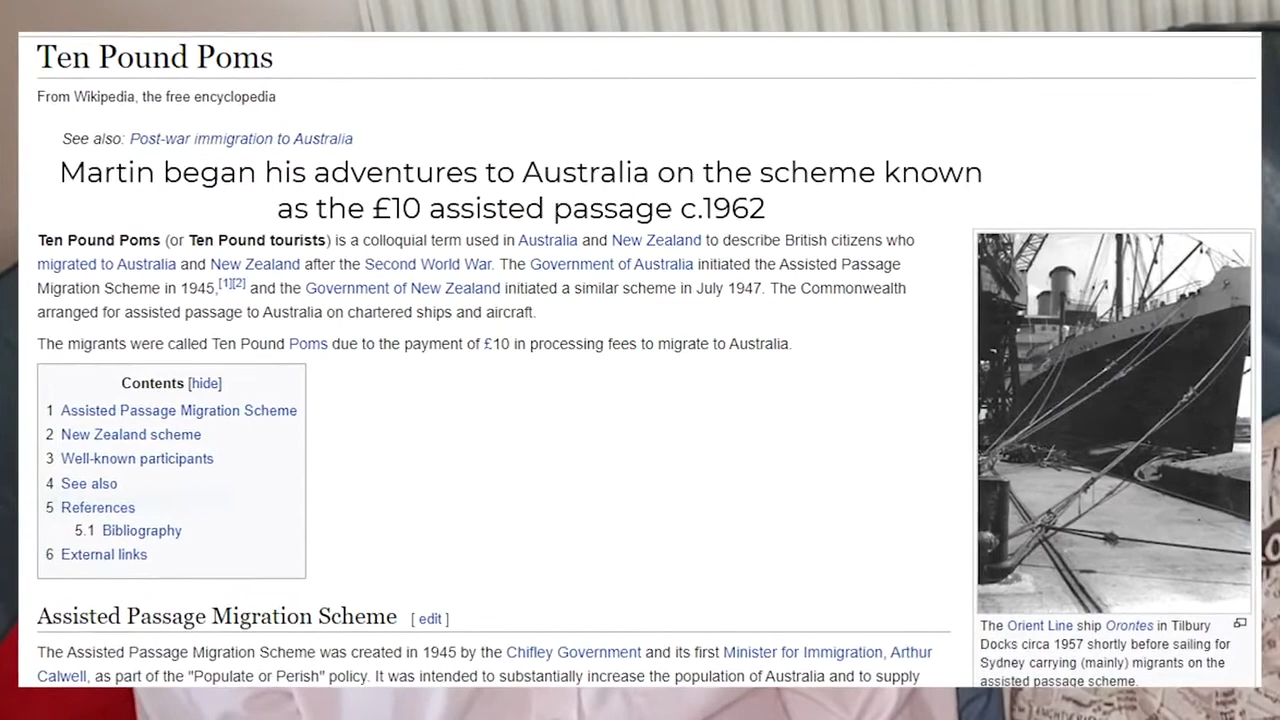 Ten Pound Poms
From Wikipedia, the free encyclopedia
See also: Post-war immigration to Australia
Martin began his adventures to Australia on the scheme known
as the £10 assisted passage c.1962
Ten Pound Poms (or Ten Pound tourists) is a colloquial term used in Australia and New Zealand to describe British citizens who
migrated to Australia and New Zealand after the Second World War. The Government of Australia initiated the Assisted Passage
Migration Scheme in 1945,[1][2] and the Government of New Zealand initiated a similar scheme in July 1947. The Commonwealth
arranged for assisted passage to Australia on chartered ships and aircraft.
The migrants were called Ten Pound Poms due to the payment of £10 in processing fees to migrate to Australia.
Contents [hide]
1 Assisted Passage Migration Scheme
2 New Zealand scheme
3 Well-known participants
4 See also
5 References
5.1 Bibliography
6 External links
Assisted Passage Migration Scheme [ edit ]
The Assisted Passage Migration Scheme was created in 1945 by the Chifley Government and its first Minister for Immigration, Arthur
Calwell, as part of the "Populate or Perish" policy. It was intended to substantially increase the population of Australia and to supply
The Orient Line ship Orontes in Tilbury
Docks circa 1957 shortly before sailing for
Sydney carrying (mainly) migrants on the
assisted passage scheme.